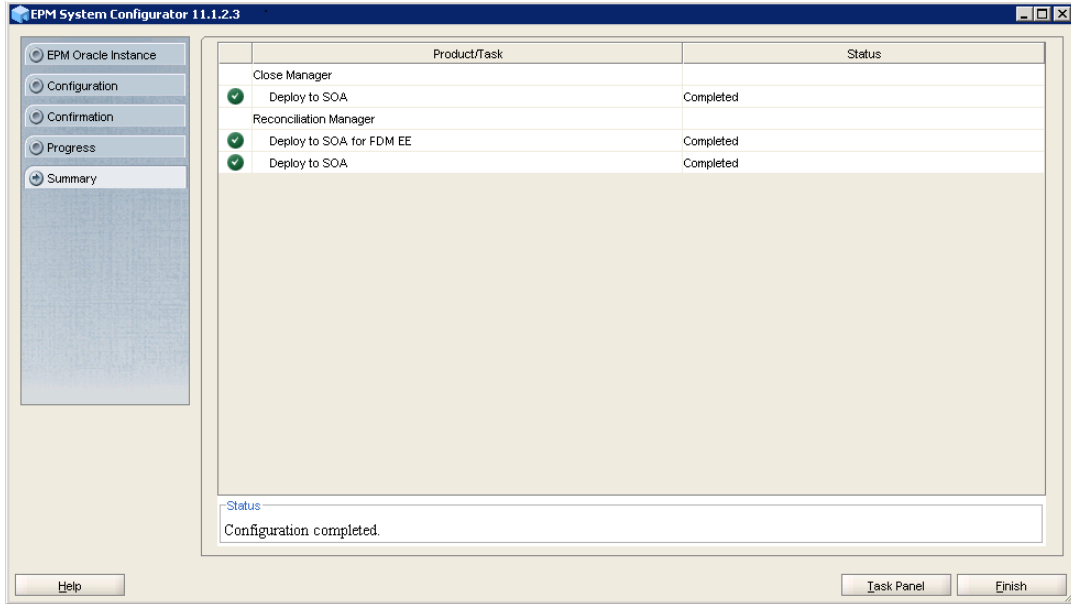 EPM System Configurator 11.1.2.3
EPM Oracle Instance
Configuration
Confirmation
Progress
Summary
Product/Task Status
Close Manager
Deploy to SOA Completed
Reconciliation Manager
Deploy to SOA for FDM EE Completed
Deploy to SOA Completed
Status
Configuration completed.
Help Task Panel Finish